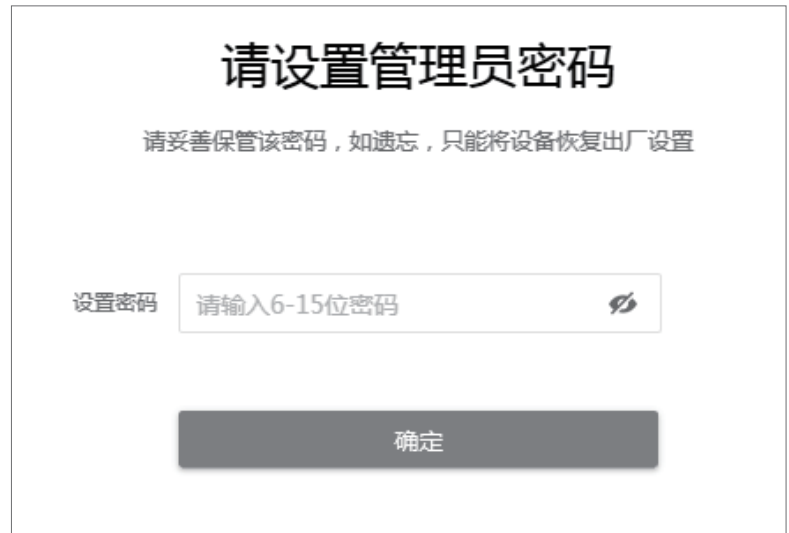 请设置管理员密码
请妥善保管该密码，如遗忘，只能将设备恢复出厂设置
设置密码 请输入6-15位密码
确定